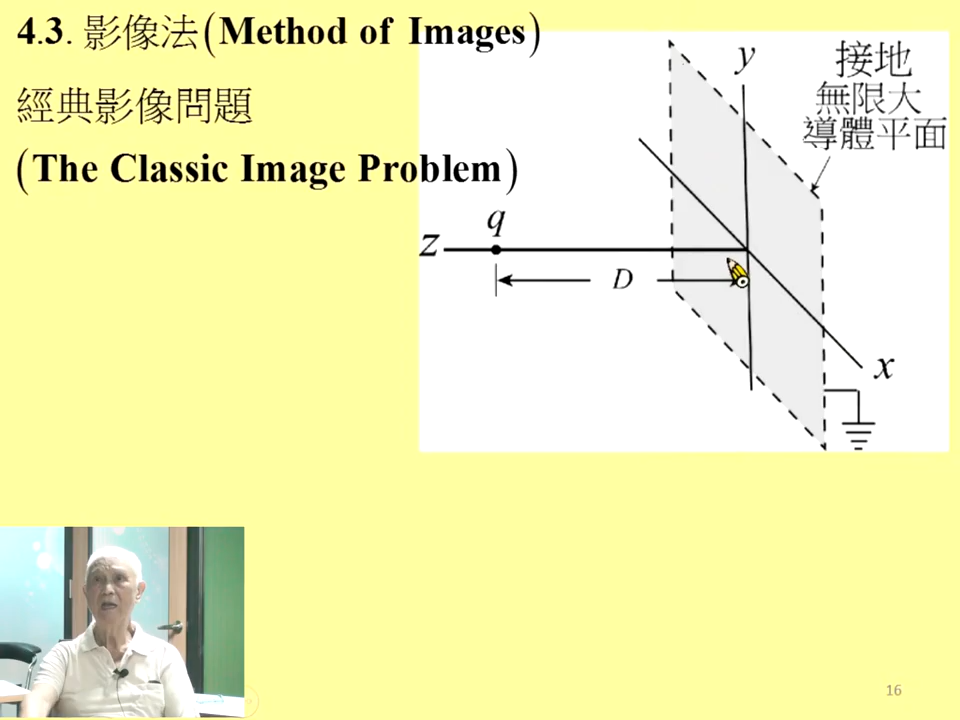 4.3. 影像法(Method of Images)
經典影像問題
(The Classic Image Problem)
接地
無限大
導體平面
y
q
z
D
x
16